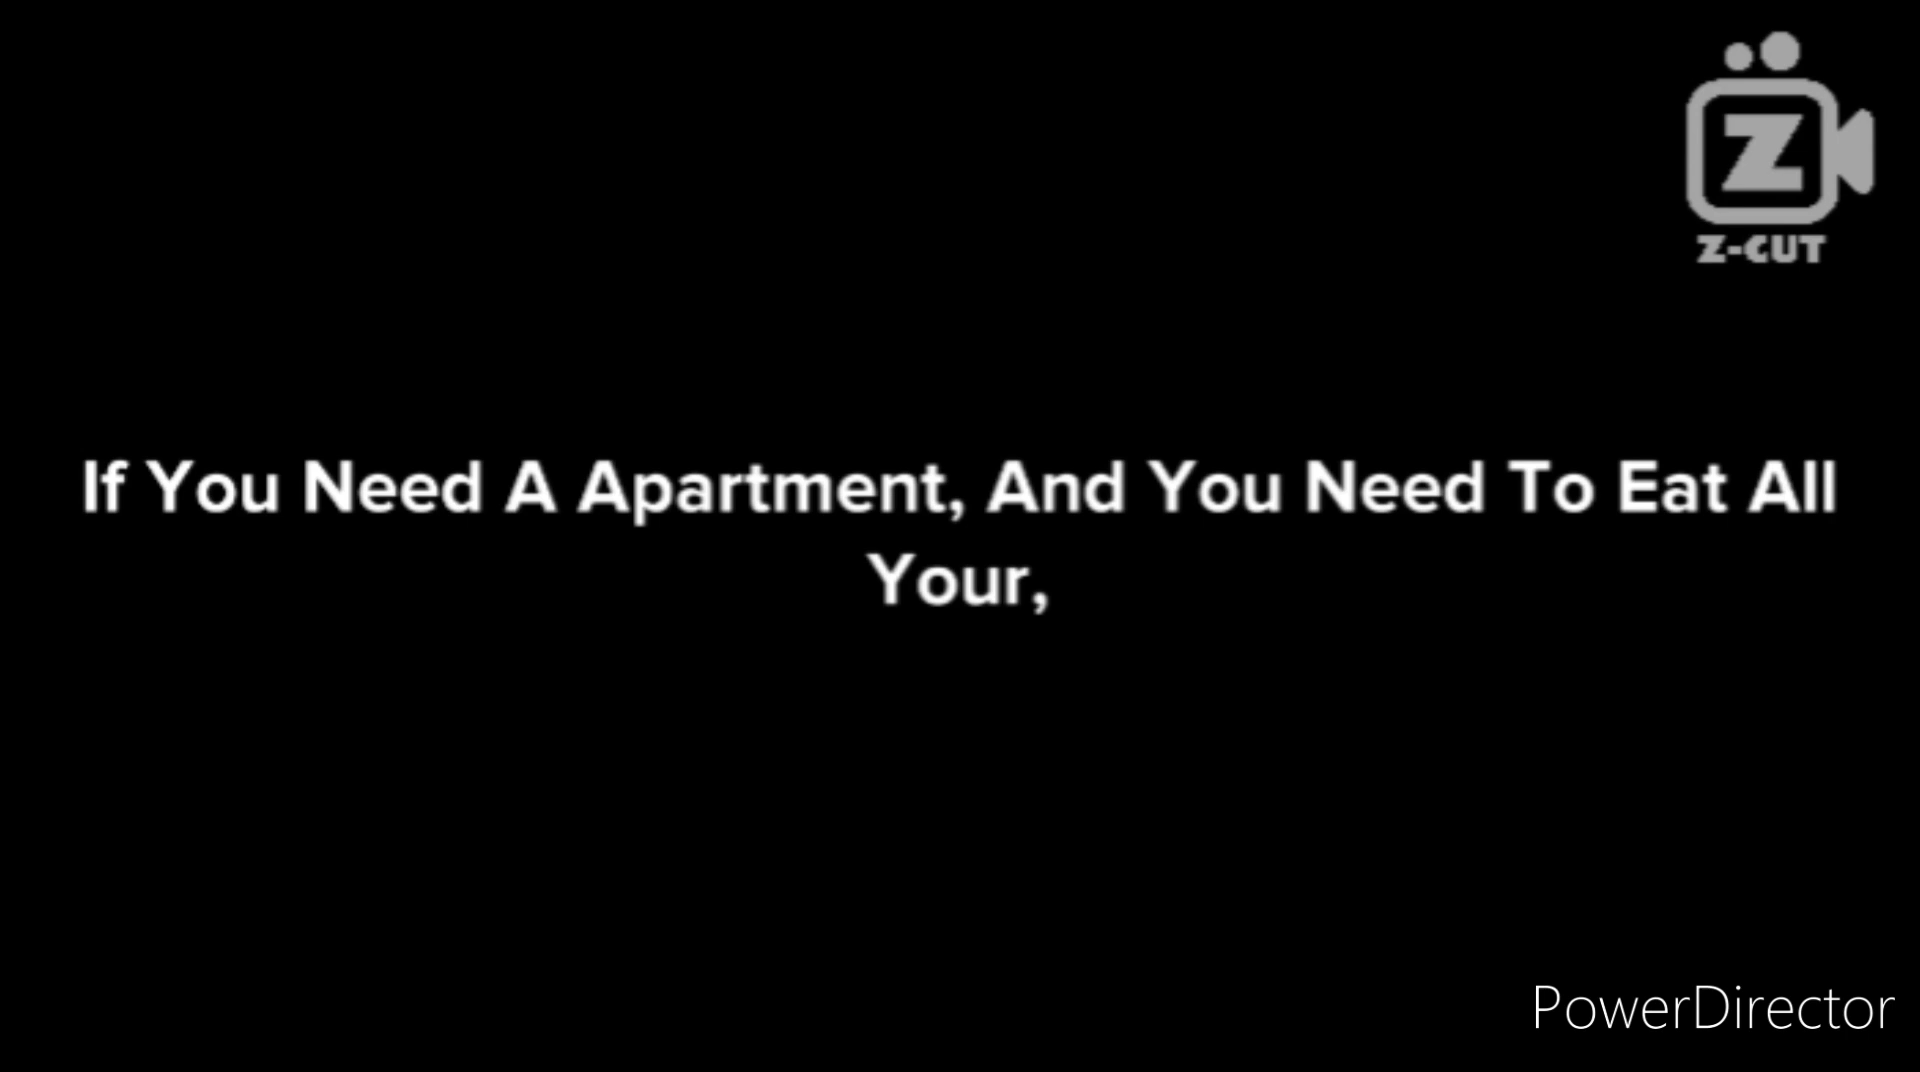 Z
Z-CUT
If You Need A Apartment, And You Need To Eat All
Your,
PowerDirector